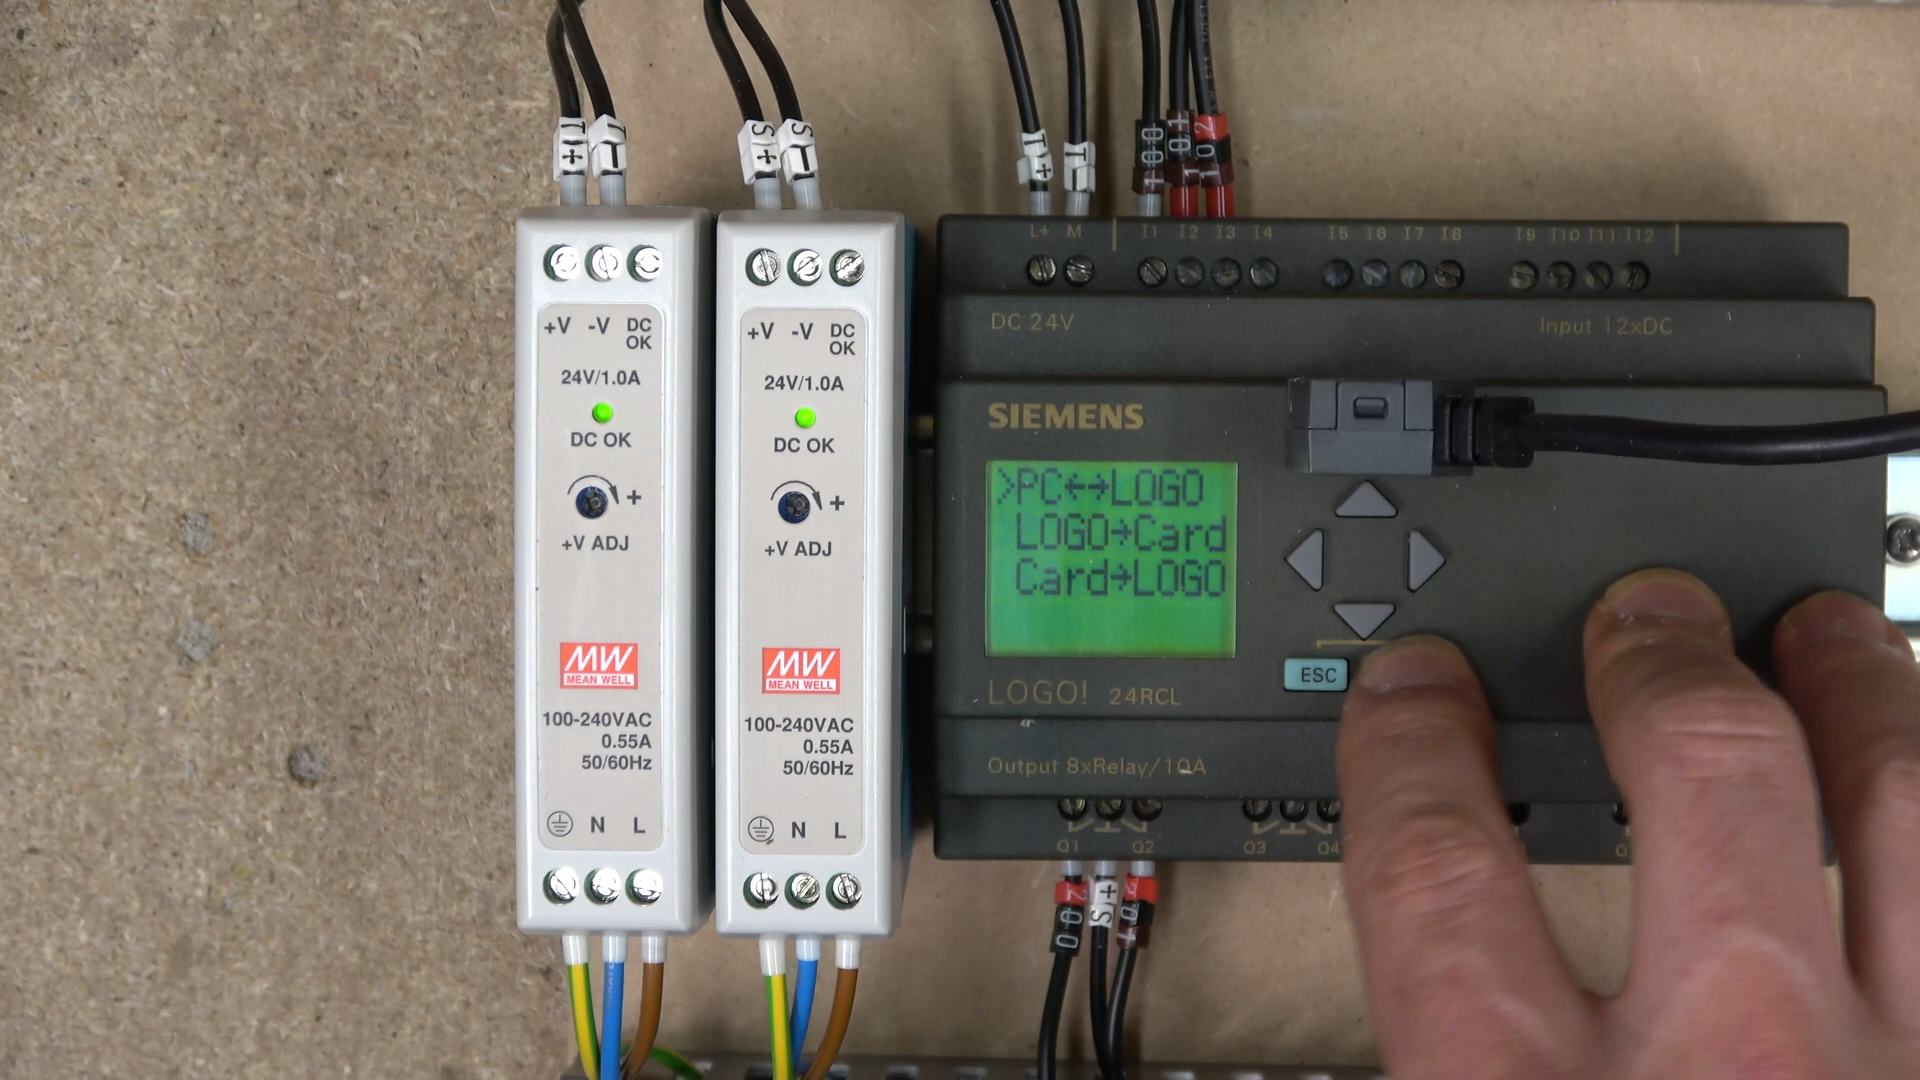 T+
T-
S+
S-
T+
T-
100
101
102
+V -V DC OK
24V/1.0A
DC OK
+
+V ADJ
MW
MEAN WELL
100-240VAC
0.55A
50/60Hz
N L
+V -V DC OK
24V/1.0A
DC OK
+
+V ADJ
MW
MEAN WELL
100-240VAC
0.55A
50/60Hz
N L
L+ M I1 I2 I3 I4 I5 I6 I7 I8 I9 I10 I11 I12
DC 24V
Input 12xDC
SIEMENS
>PC←→LOGO
LOGO→Card
Card→LOGO
ESC
LOGO! 24RCL
Output 8xRelay/10A
Q1 Q2 Q3 Q4
S+